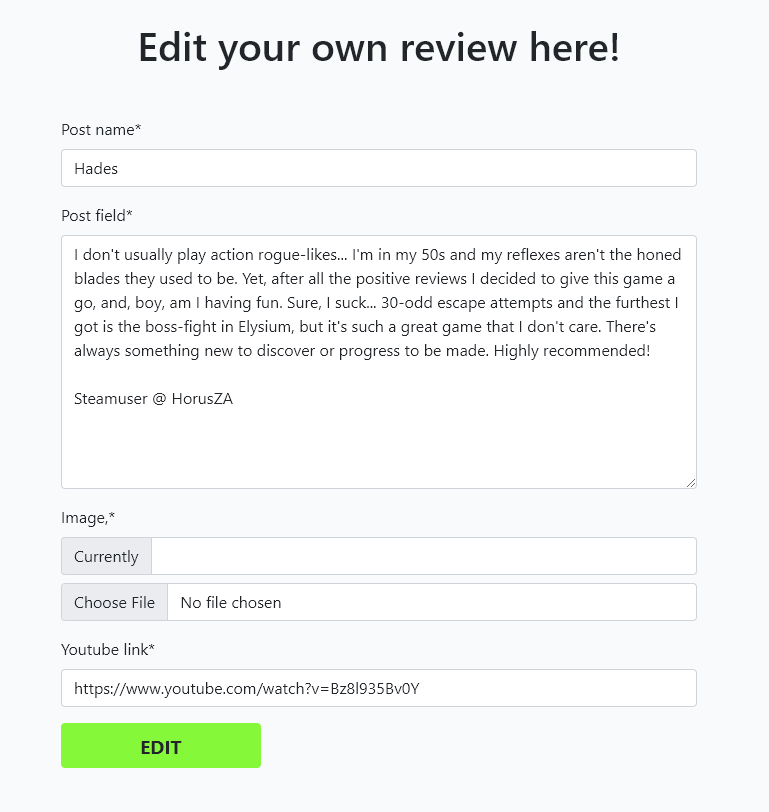 Edit your own review here!
Post name*
Hades
Post field*
I don't usually play action rogue-likes... I'm in my 50s and my reflexes aren't the honed
blades they used to be. Yet, after all the positive reviews I decided to give this game a
go, and, boy, am I having fun. Sure, I suck... 30-odd escape attempts and the furthest I
got is the boss-fight in Elysium, but it's such a great game that I don't care. There's
always something new to discover or progress to be made. Highly recommended!
Steamuser @ HorusZA
Image,*
Currently
Choose File No file chosen
Youtube link*
https://www.youtube.com/watch?v=Bz8l935Bv0Y
EDIT